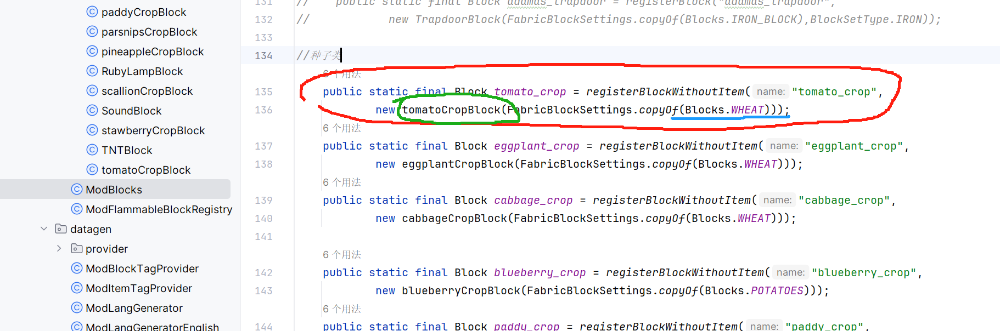 paddyCropBlock
parsnipsCropBlock
pineappleCropBlock
RubyLampBlock
scallionCropBlock
SoundBlock
stawberryCropBlock
TNTBlock
tomatoCropBlock
ModBlocks
ModFlammableBlockRegistry
datagen
provider
ModBlockTagProvider
ModItemTagProvider
ModLangGenerator
ModLangGeneratorEnglish
131 // public static final Block adamas_trapdoor = registerBlock("adamas_trapdoor",
132 // new TrapdoorBlock(FabricBlockSettings.copyOf(Blocks.IRON_BLOCK),BlockSetType.IRON));
133
134 //种子类
6 个用法
135 public static final Block tomato_crop = registerBlockWithoutItem( name: "tomato_crop",
136 new tomatoCropBlock(FabricBlockSettings.copyOf(Blocks.WHEAT)));
6 个用法
137 public static final Block eggplant_crop = registerBlockWithoutItem( name: "eggplant_crop",
138 new eggplantCropBlock(FabricBlockSettings.copyOf(Blocks.WHEAT)));
6 个用法
139 public static final Block cabbage_crop = registerBlockWithoutItem( name: "cabbage_crop",
140 new cabbageCropBlock(FabricBlockSettings.copyOf(Blocks.WHEAT)));
141
6 个用法
142 public static final Block blueberry_crop = registerBlockWithoutItem( name: "blueberry_crop",
143 new blueberryCropBlock(FabricBlockSettings.copyOf(Blocks.POTATOES)));
6 个用法
144 public static final Block paddy_crop = registerBlockWithoutItem( name: "paddy_crop",